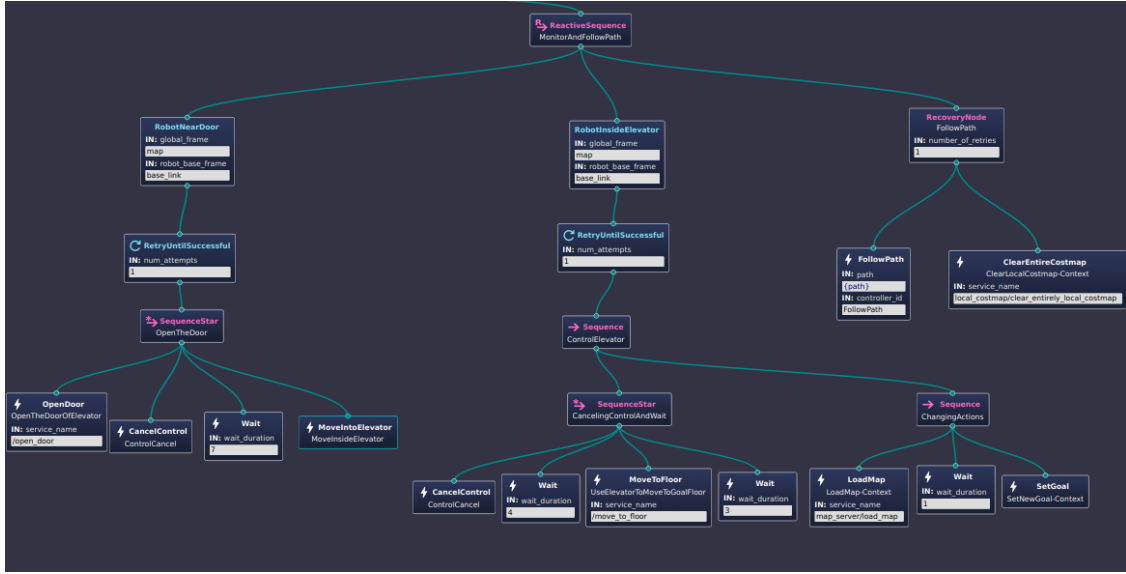 ReactiveSequence
MonitorAndFollowPath
RobotNearDoor
IN: global_frame
map
IN: robot_base_frame
base_link
RetryUntilSuccessful
IN: num_attempts
1
SequenceStar
OpenTheDoor
OpenDoor
OpenTheDoorOfElevator
IN: service_name
/open_door
CancelControl
ControlCancel
Wait
IN: wait_duration
7
MoveIntoElevator
MoveInsideElevator
RobotInsideElevator
IN: global_frame
map
IN: robot_base_frame
base_link
RetryUntilSuccessful
IN: num_attempts
1
Sequence
ControlElevator
SequenceStar
CancelingControlAndWait
CancelControl
ControlCancel
Wait
IN: wait_duration
4
MoveToFloor
UseElevatorToMoveToGoalFloor
IN: service_name
/move_to_floor
Wait
IN: wait_duration
3
Sequence
ChangingActions
LoadMap
LoadMap-Context
IN: service_name
map_server/load_map
Wait
IN: wait_duration
1
SetGoal
SetNewGoal-Context
RecoveryNode
FollowPath
IN: number_of_retries
1
FollowPath
IN: path
{path}
IN: controller_id
FollowPath
ClearEntireCostmap
ClearLocalCostmap-Context
IN: service_name
local_costmap/clear_entirely_local_costmap